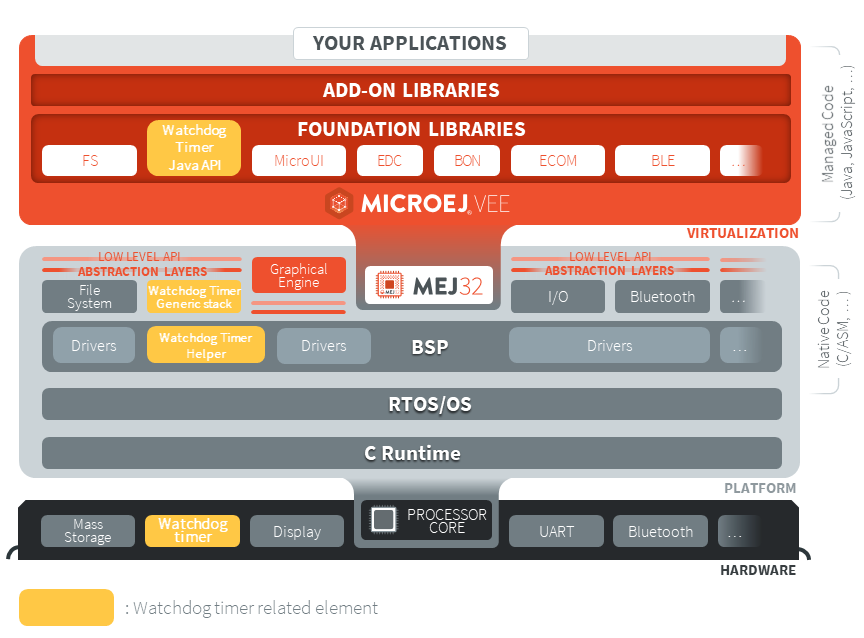 YOUR APPLICATIONS
ADD-ON LIBRARIES
FOUNDATION LIBRARIES
FS
Watchdog
Timer
Java API
MicroUI
EDC
BON
ECOM
BLE
...
MICROEJ® VEE
VIRTUALIZATION
Managed Code
(Java, JavaScript, ...)
LOW LEVEL API
ABSTRACTION LAYERS
File
System
Watchdog Timer
Generic stack
Graphical
Engine
MEJ
MEJ32
LOW LEVEL API
ABSTRACTION LAYERS
I/O
Bluetooth
...
Drivers
Watchdog Timer
Helper
Drivers
BSP
Drivers
...
Native Code
(C/ASM, ...)
RTOS/OS
C Runtime
PLATFORM
Mass
Storage
Watchdog
timer
Display
PROCESSOR
CORE
UART
Bluetooth
...
HARDWARE
: Watchdog timer related element